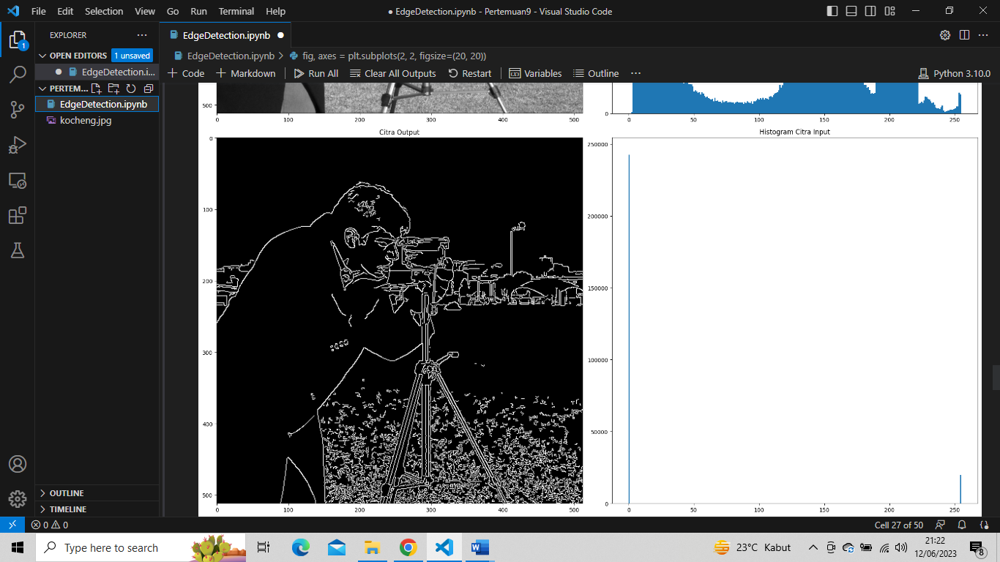 File Edit Selection View Go Run Terminal Help
● EdgeDetection.ipynb - Pertemuan9 - Visual Studio Code
EXPLORER
OPEN EDITORS 1 unsaved
EdgeDetection.i...
PERTEM...
EdgeDetection.ipynb
kocheng.jpg
OUTLINE
TIMELINE
EdgeDetection.ipynb
EdgeDetection.ipynb > fig, axes = plt.subplots(2, 2, figsize=(20, 20))
+ Code + Markdown Run All Clear All Outputs Restart Variables Outline ... Python 3.10.0
500
0 100 200 300 400 500
0
0 50 100 150 200 250
Citra Output
0
100
200
300
400
500
0 100 200 300 400 500
Histogram Citra Input
250000
200000
150000
100000
50000
0
0 50 100 150 200 250
1
0 0 Cell 27 of 50
Type here to search
23°C Kabut
21:22
12/06/2023
8